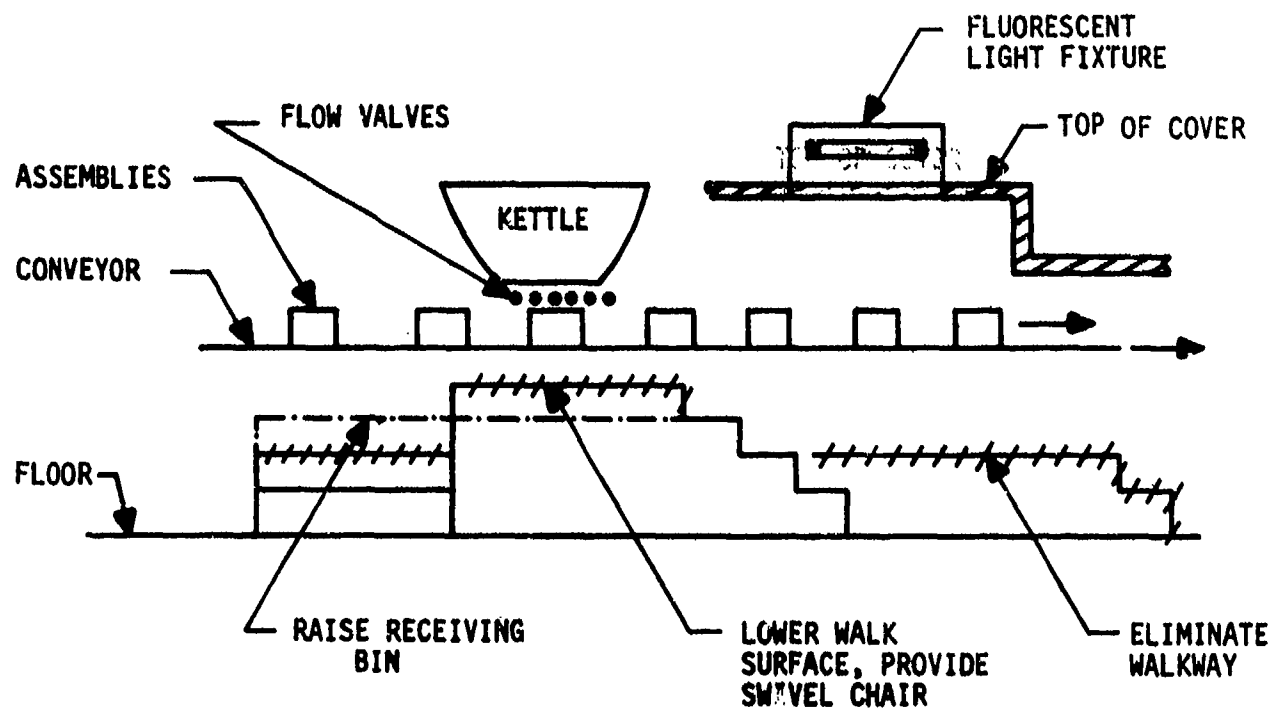 FLUORESCENT
LIGHT FIXTURE
FLOW VALVES
TOP OF COVER
ASSEMBLIES
KETTLE
CONVEYOR
FLOOR
RAISE RECEIVING
BIN
LOWER WALK
SURFACE, PROVIDE
SWIVEL CHAIR
ELIMINATE
WALKWAY